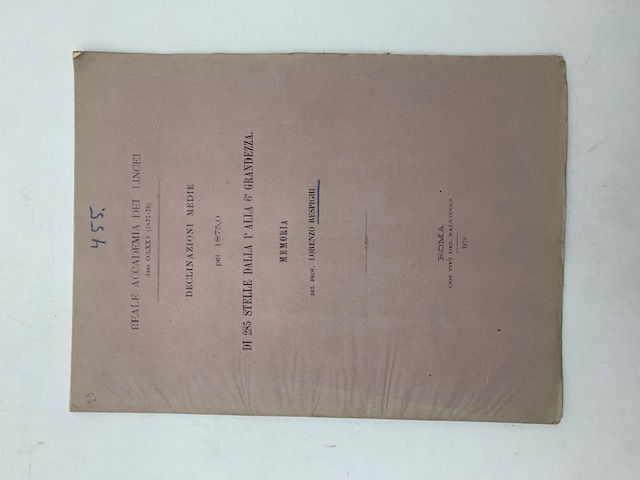 455.
REALE ACCADEMIA DEI LINCEI
ANNO CCLXXV (1877-78)
DECLINAZIONI MEDIE
pel 1875,0
DI 285 STELLE DALLA 1ª ALLA 6ª GRANDEZZA.
MEMORIA
DEL PROF. LORENZO RESPIGHI
ROMA
COI TIPI DEL SALVIUCCI